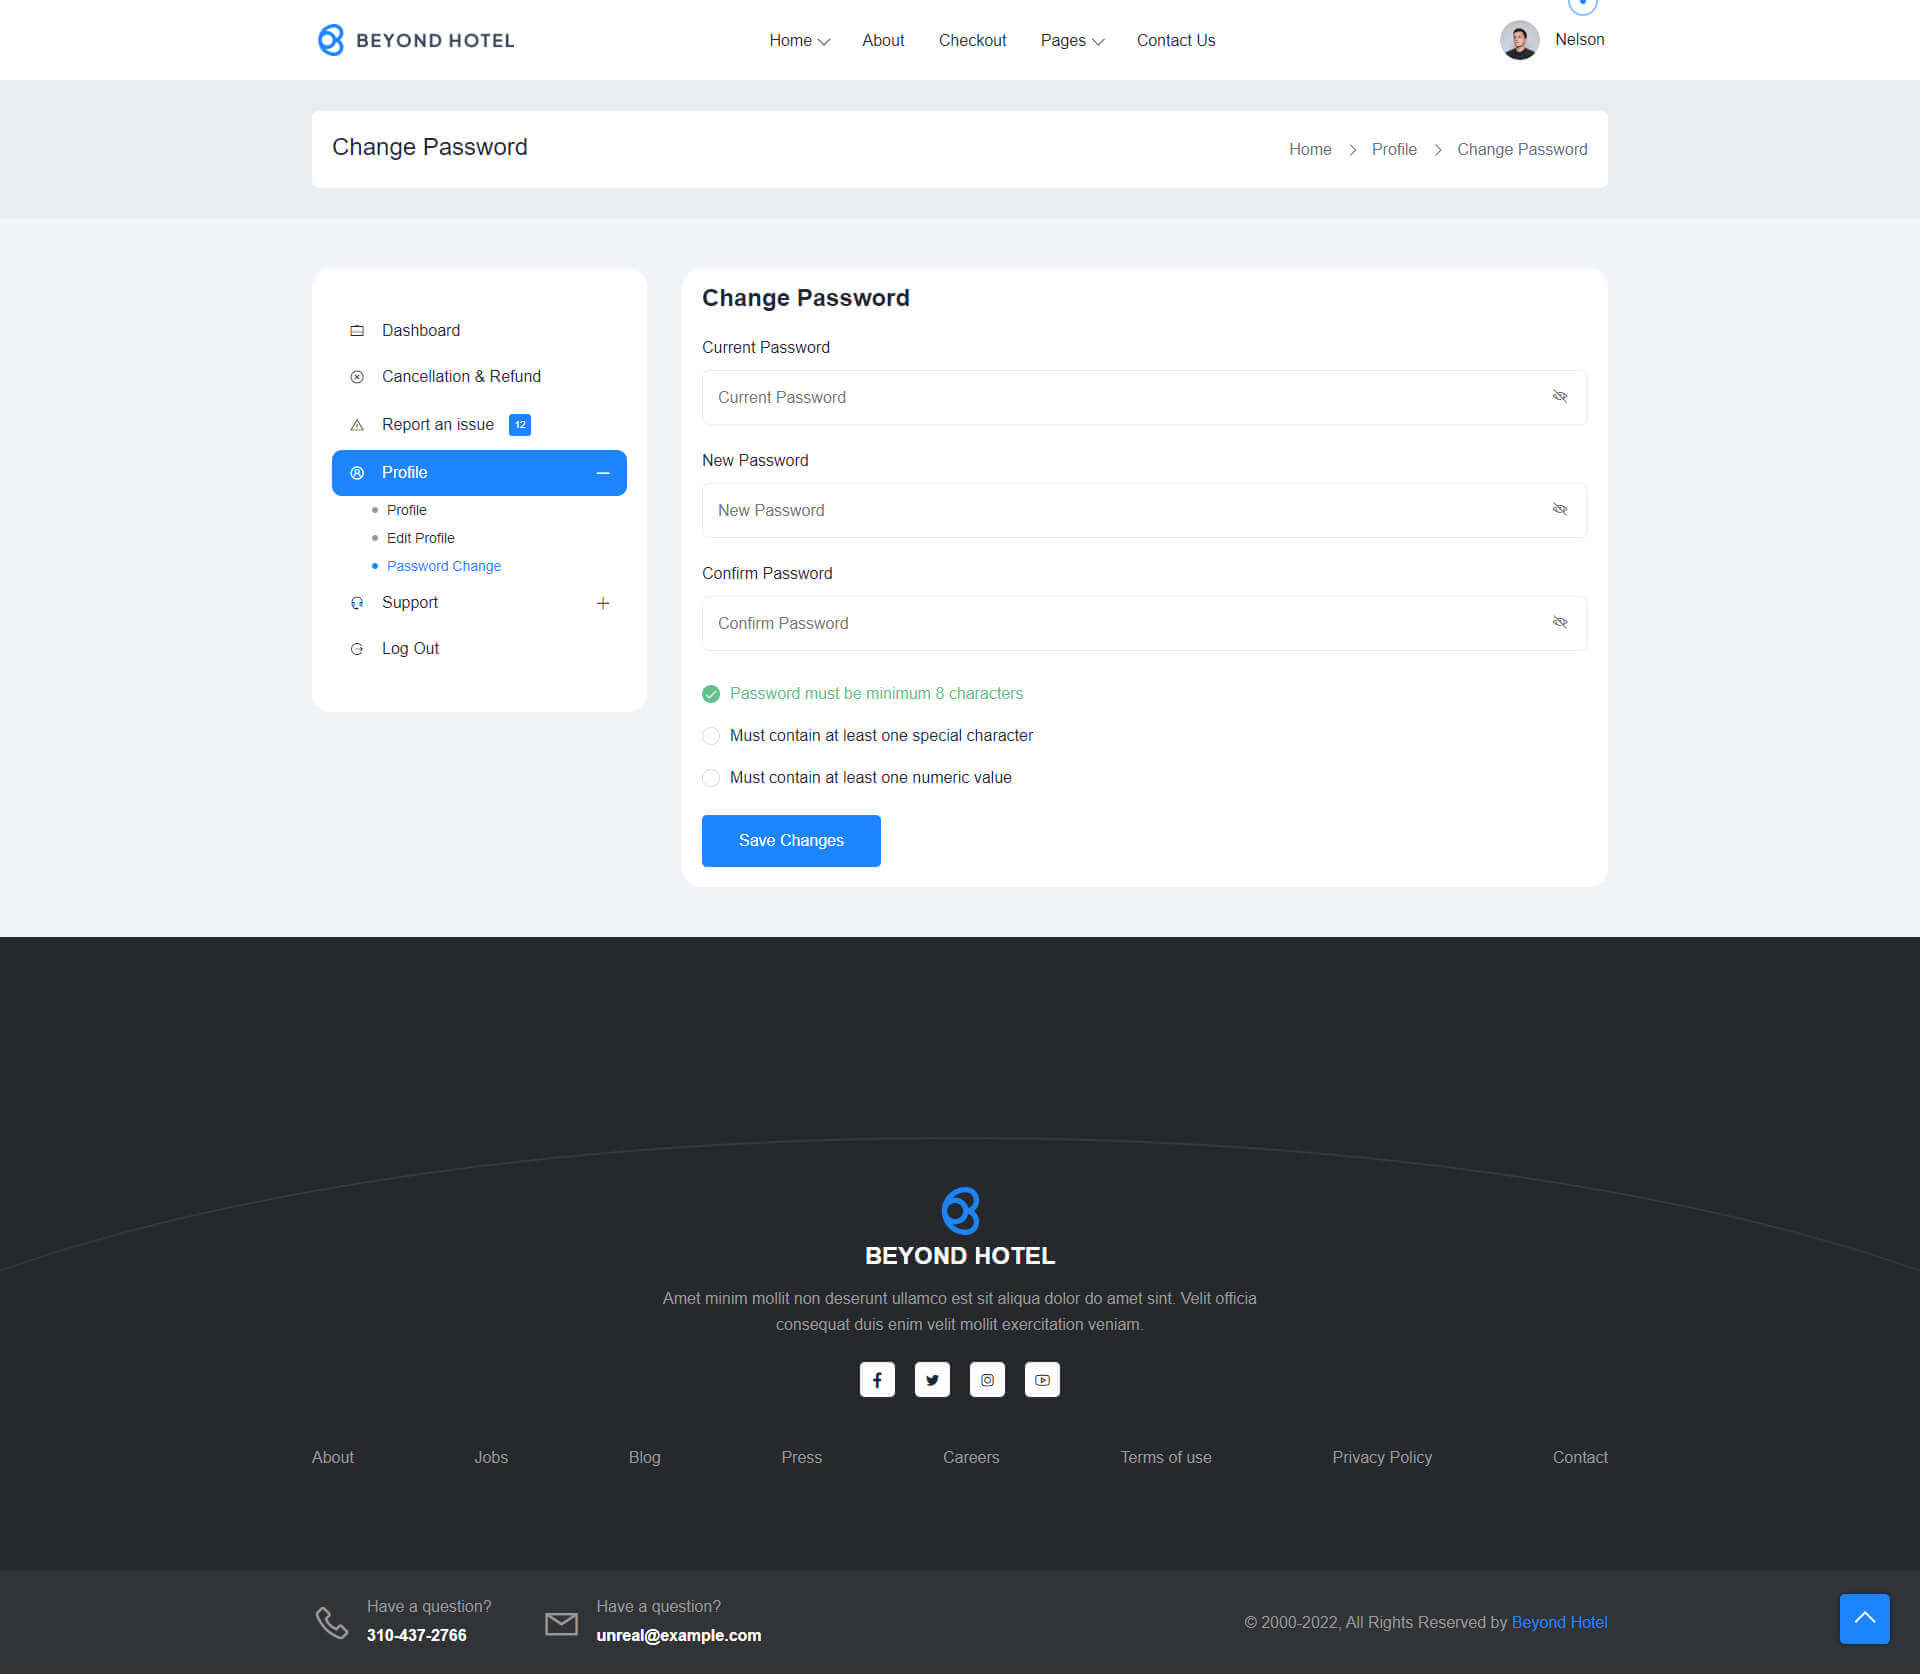 BEYOND HOTEL
Home
About
Checkout
Pages
Contact Us
Nelson
Change Password
Home
Profile
Change Password
Dashboard
Cancellation & Refund
Report an issue 12
Profile
Profile
Edit Profile
Password Change
Support
Log Out
Change Password
Current Password
Current Password
New Password
New Password
Confirm Password
Confirm Password
Password must be minimum 8 characters
Must contain at least one special character
Must contain at least one numeric value
Save Changes
BEYOND HOTEL
Amet minim mollit non deserunt ullamco est sit aliqua dolor do amet sint. Velit officia
consequat duis enim velit mollit exercitation veniam.
About
Jobs
Blog
Press
Careers
Terms of use
Privacy Policy
Contact
Have a question?
310-437-2766
Have a question?
unreal@example.com
© 2000-2022, All Rights Reserved by Beyond Hotel